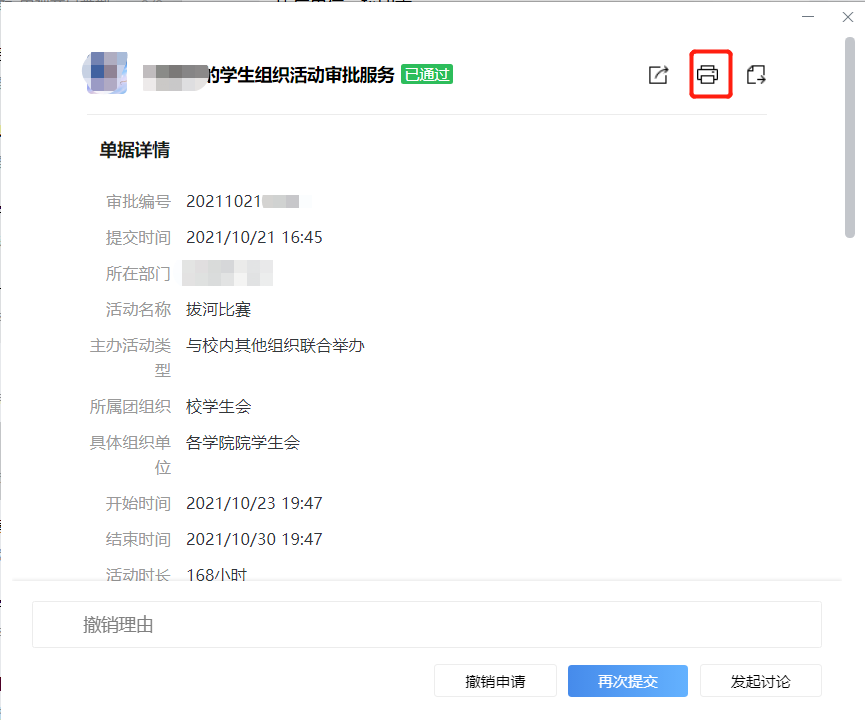 的学生组织活动审批服务 已通过
单据详情
审批编号 20211021
提交时间 2021/10/21 16:45
所在部门
活动名称 拔河比赛
主办活动类 与校内其他组织联合举办
型
所属团组织 校学生会
具体组织单 各学院院学生会
位
开始时间 2021/10/23 19:47
结束时间 2021/10/30 19:47
活动时长 168小时
撤销理由
撤销申请 再次提交 发起讨论